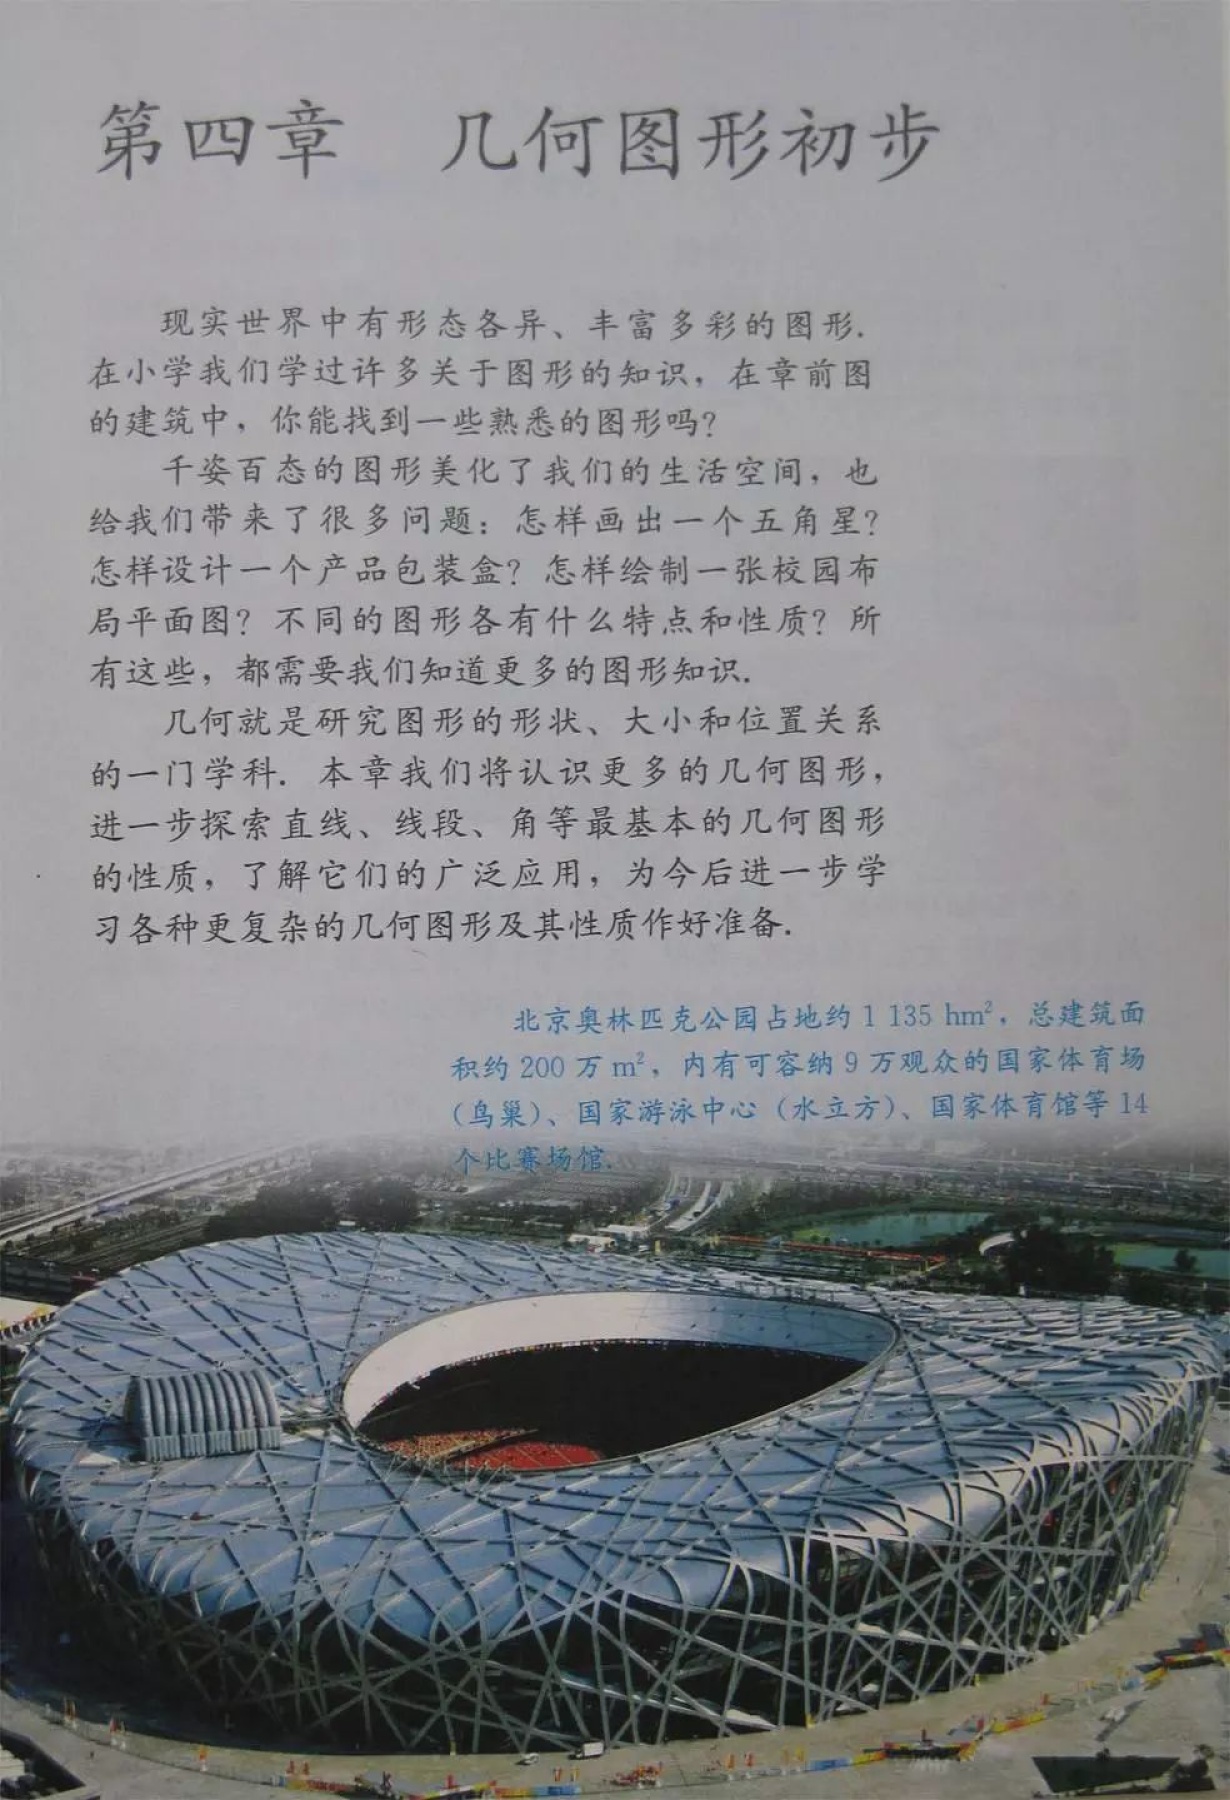 第四章 几何图形初步
现实世界中有形态各异、丰富多彩的图形.
在小学我们学过许多关于图形的知识，在章前图
的建筑中，你能找到一些熟悉的图形吗？
千姿百态的图形美化了我们的生活空间，也
给我们带来了很多问题：怎样画出一个五角星？
怎样设计一个产品包装盒？怎样绘制一张校园布
局平面图？不同的图形各有什么特点和性质？所
有这些，都需要我们知道更多的图形知识.
几何就是研究图形的形状、大小和位置关系
的一门学科. 本章我们将认识更多的几何图形，
进一步探索直线、线段、角等最基本的几何图形
的性质，了解它们的广泛应用，为今后进一步学
习各种更复杂的几何图形及其性质作好准备.
北京奥林匹克公园占地约 1 135 hm²，总建筑面
积约 200 万 m²，内有可容纳 9 万观众的国家体育场
（鸟巢）、国家游泳中心（水立方）、国家体育馆等 14
个比赛场馆.